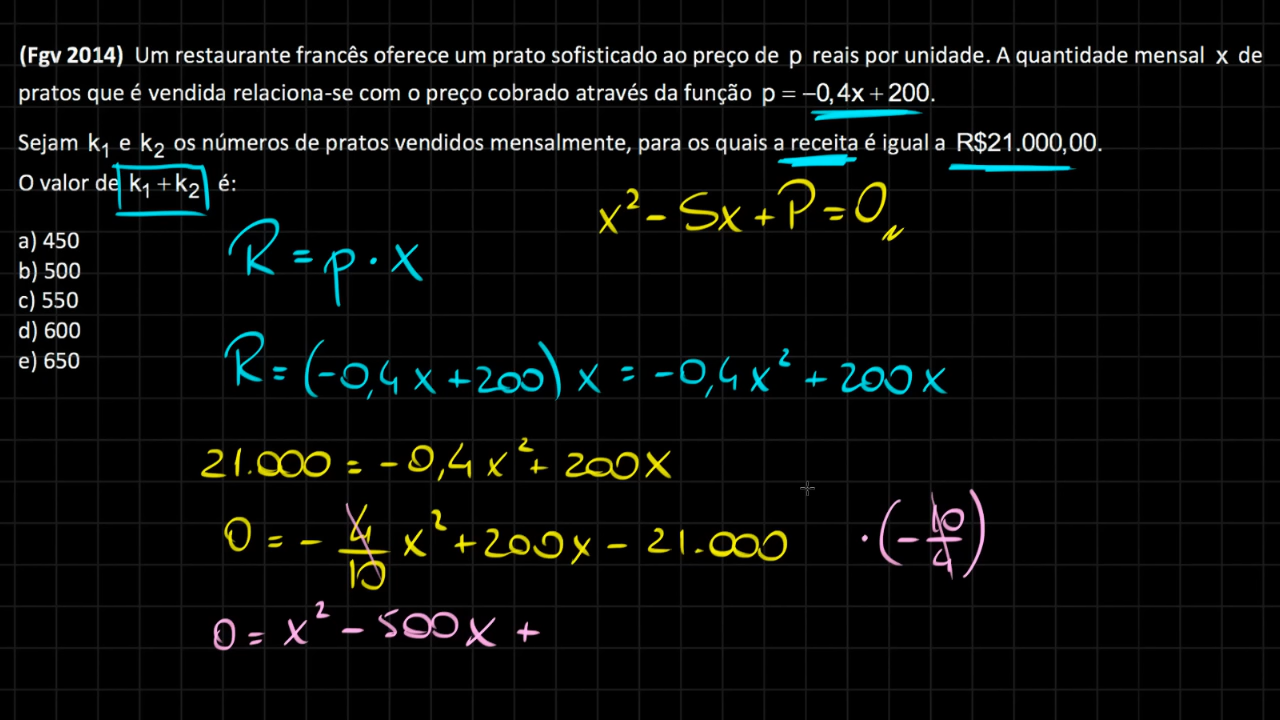 (Fgv 2014) Um restaurante francês oferece um prato sofisticado ao preço de p reais por unidade. A quantidade mensal x de
pratos que é vendida relaciona-se com o preço cobrado através da função p = −0,4x + 200.
Sejam k₁ e k₂ os números de pratos vendidos mensalmente, para os quais a receita é igual a R$21.000,00.
O valor de k₁ + k₂ é:
x² - Sx + P = 0
a) 450
b) 500
c) 550
d) 600
e) 650
R = p · x
R = (-0,4x + 200) x = -0,4x² + 200x
21.000 = -0,4x² + 200x
0 = - 4/10 x² + 200x - 21.000 · (- 10/4)
0 = x² - 500x +